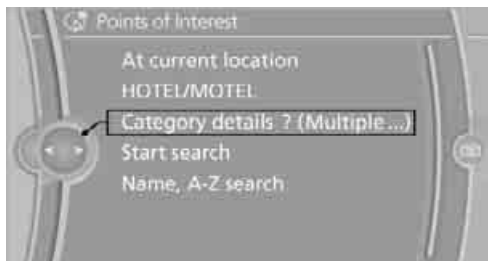 Points of Interest
At current location
HOTEL/MOTEL
Category details ? (Multiple ...)
Start search
Name, A-Z search